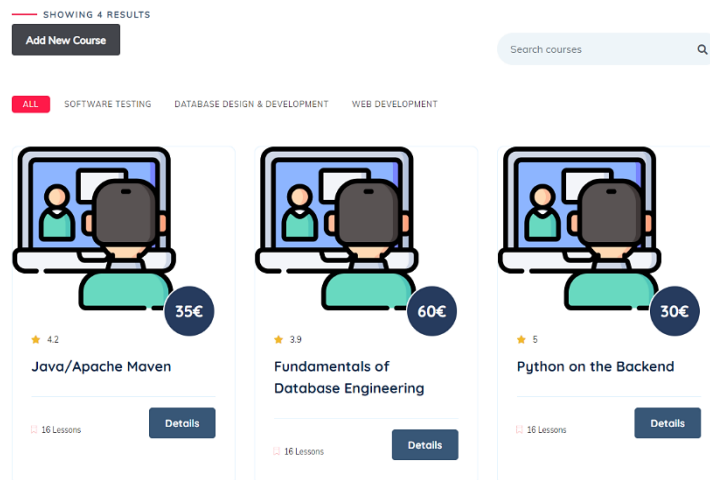 SHOWING 4 RESULTS
Add New Course
Search courses
ALL SOFTWARE TESTING DATABASE DESIGN & DEVELOPMENT WEB DEVELOPMENT
35€
4.2
Java/Apache Maven
16 Lessons
Details
60€
3.9
Fundamentals of
Database Engineering
16 Lessons
Details
30€
5
Python on the Backend
16 Lessons
Details